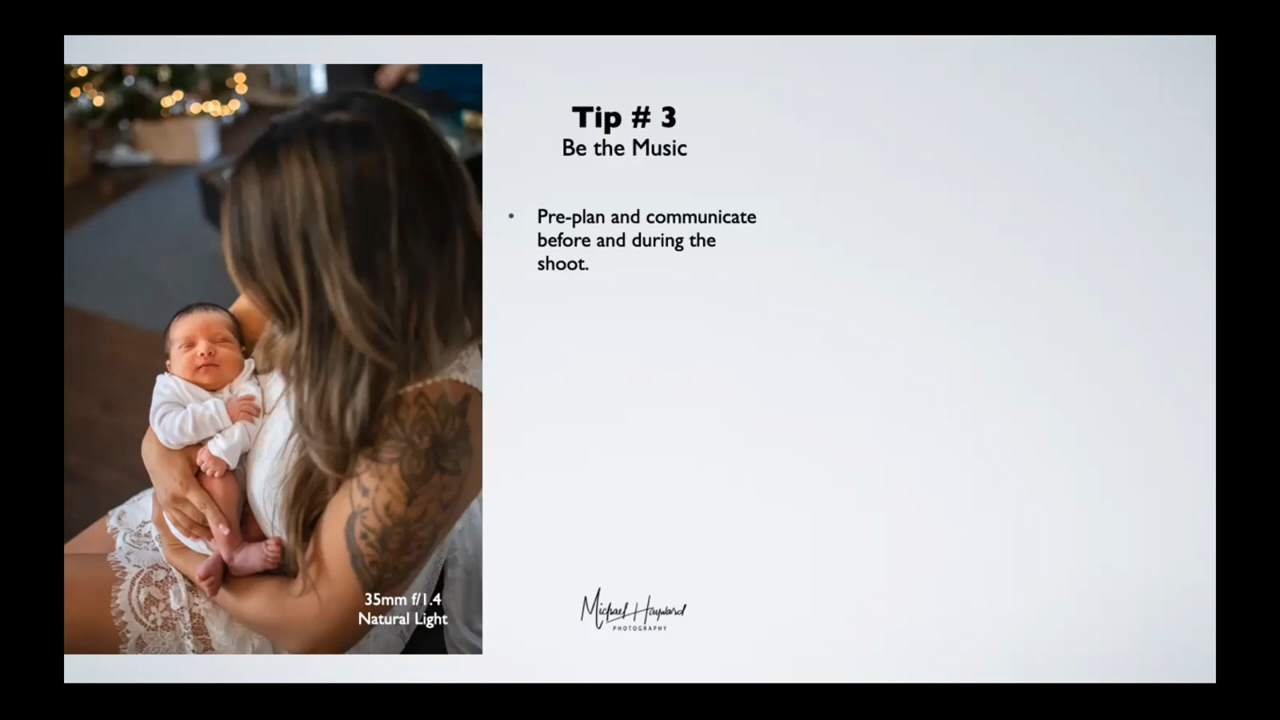 Tip # 3
Be the Music
• Pre-plan and communicate
before and during the
shoot.
35mm f/1.4
Natural Light
Michael Hayward
PHOTOGRAPHY